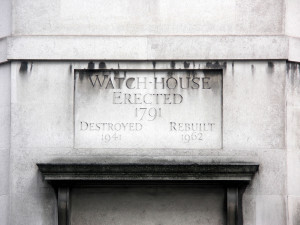 WATCH-HOUSE
ERECTED
1791
DESTROYED REBUILT
1941 1962